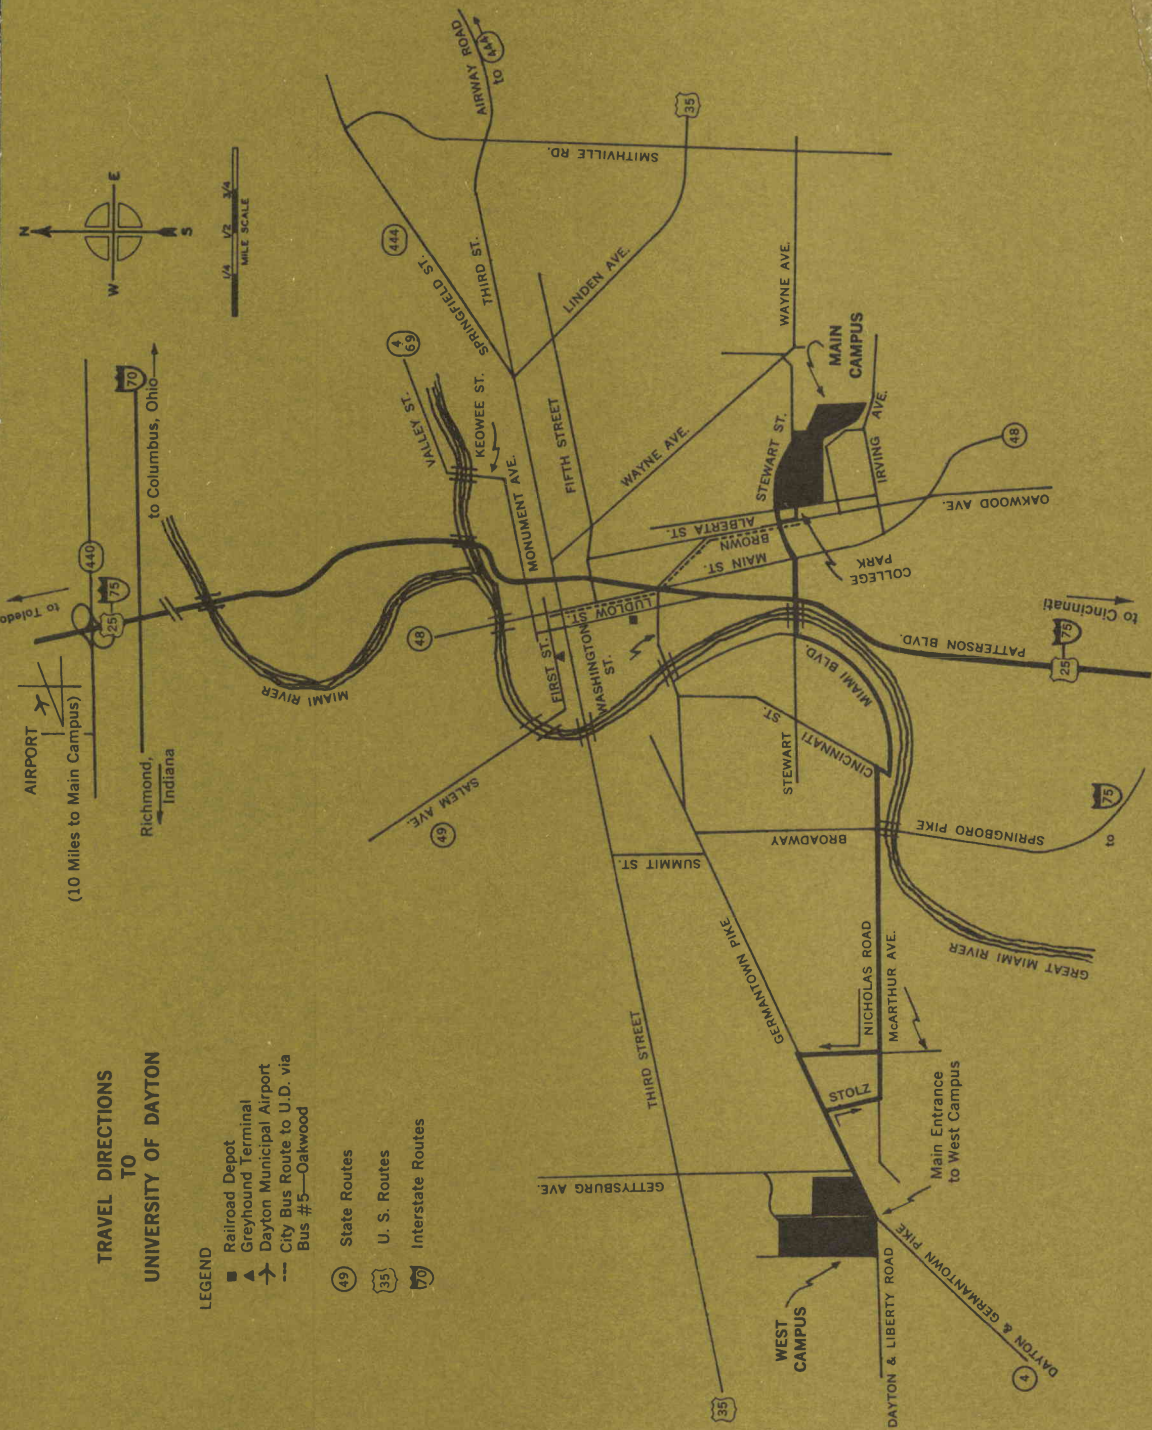 TRAVEL DIRECTIONS
TO
UNIVERSITY OF DAYTON
LEGEND
Railroad Depot
Greyhound Terminal
Dayton Municipal Airport
City Bus Route to U.D. via
Bus #5—Oakwood
49 State Routes
35 U. S. Routes
70 Interstate Routes
AIRPORT
(10 Miles to Main Campus)
Richmond,
Indiana
to Toledo
440
25
75
70
to Columbus, Ohio
N
W
E
S
1/4
1/2
3/4
MILE SCALE
MIAMI RIVER
48
49
SALEM AVE.
FIRST ST.
WASHINGTON
ST.
LUDLOW ST.
MONUMENT AVE.
KEOWEE ST.
VALLEY ST.
4
69
444
SPRINGFIELD ST.
THIRD ST.
AIRWAY ROAD
to 444
FIFTH STREET
LINDEN AVE.
SMITHVILLE RD.
35
WAYNE AVE.
WAYNE AVE.
MAIN
CAMPUS
STEWART ST.
ALBERTA ST.
BROWN
MAIN ST.
COLLEGE
PARK
IRVING
AVE.
48
OAKWOOD AVE.
PATTERSON BLVD.
25
75
to Cincinnati
MIAMI BLVD.
STEWART
CINCINNATI
ST.
BROADWAY
SPRINGBORO PIKE
to
75
SUMMIT ST.
GERMANTOWN PIKE
THIRD STREET
NICHOLAS ROAD
McARTHUR AVE.
GREAT MIAMI RIVER
STOLZ
Main Entrance
to West Campus
GETTYSBURG AVE.
WEST
CAMPUS
DAYTON & LIBERTY ROAD
DAYTON & GERMANTOWN PIKE
4
35